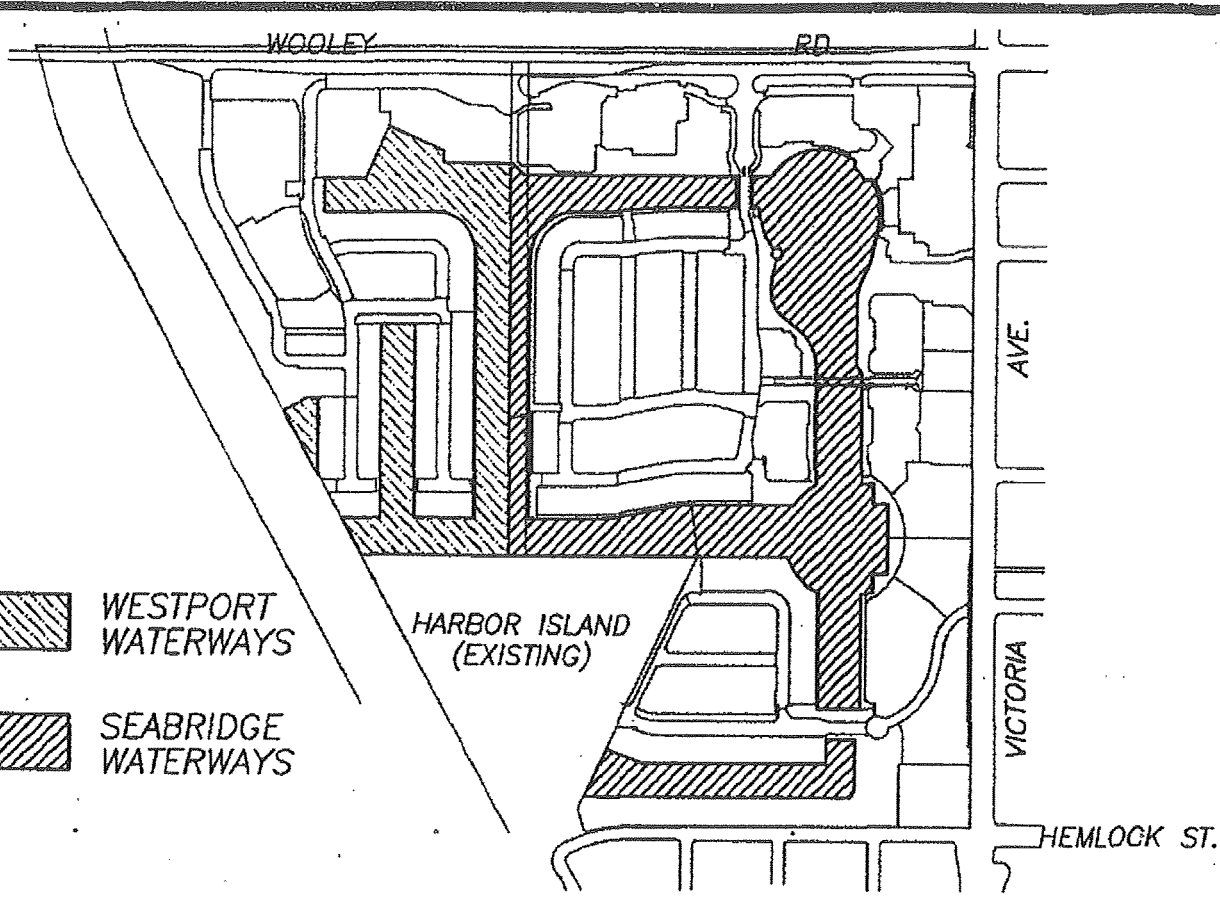 WOOLEY RD.
AVE.
WESTPORT
WATERWAYS
HARBOR ISLAND
(EXISTING)
VICTORIA
SEABRIDGE
WATERWAYS
HEMLOCK ST.